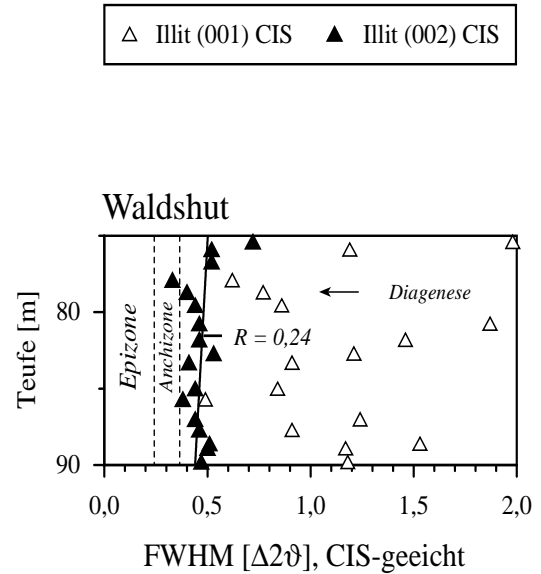 Illit (001) CIS Illit (002) CIS
Waldshut
Teufe [m]
80
90
Epizone
Anchizone
Diagenese
R = 0,24
0,0 0,5 1,0 1,5 2,0
FWHM [Δ2ϑ], CIS-geeicht